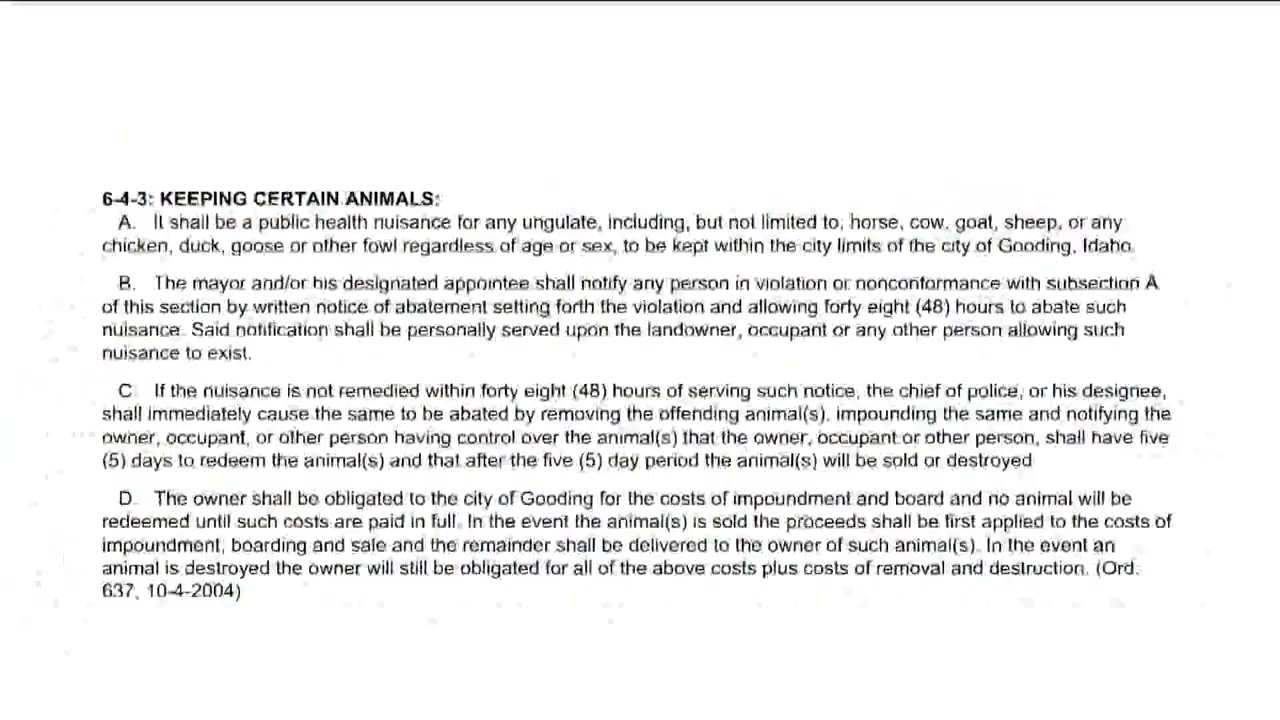 6-4-3: KEEPING CERTAIN ANIMALS:
A. It shall be a public health nuisance for any ungulate, including, but not limited to, horse, cow, goat, sheep, or any
chicken, duck, goose or other fowl regardless of age or sex, to be kept within the city limits of the city of Gooding, Idaho.
B. The mayor and/or his designated appointee shall notify any person in violation or nonconformance with subsection A
of this section by written notice of abatement setting forth the violation and allowing forty eight (48) hours to abate such
nuisance. Said notification shall be personally served upon the landowner, occupant or any other person allowing such
nuisance to exist.
C. If the nuisance is not remedied within forty eight (48) hours of serving such notice, the chief of police, or his designee,
shall immediately cause the same to be abated by removing the offending animal(s), impounding the same and notifying the
owner, occupant, or other person having control over the animal(s) that the owner, occupant or other person, shall have five
(5) days to redeem the animal(s) and that after the five (5) day period the animal(s) will be sold or destroyed
D. The owner shall be obligated to the city of Gooding for the costs of impoundment and board and no animal will be
redeemed until such costs are paid in full. In the event the animal(s) is sold the proceeds shall be first applied to the costs of
impoundment, boarding and sale and the remainder shall be delivered to the owner of such animal(s). In the event an
animal is destroyed the owner will still be obligated for all of the above costs plus costs of removal and destruction. (Ord.
637, 10-4-2004)